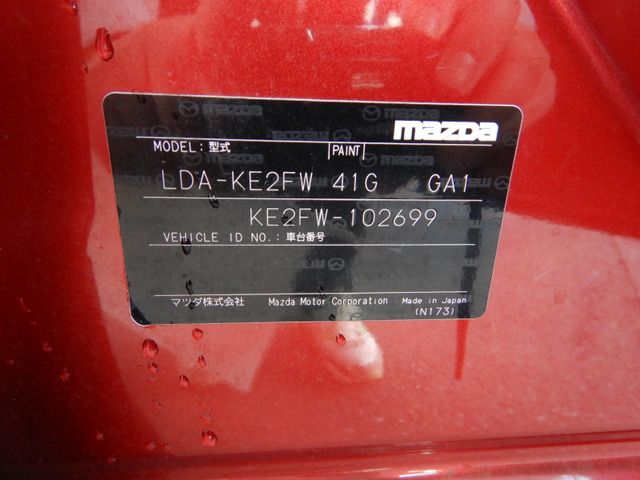 mazda
MODEL: 型式 PAINT
LDA-KE2FW 41G GA1
KE2FW-102699
VEHICLE ID NO.: 車台番号
マツダ株式会社 Mazda Motor Corporation Made in Japan
(N173)